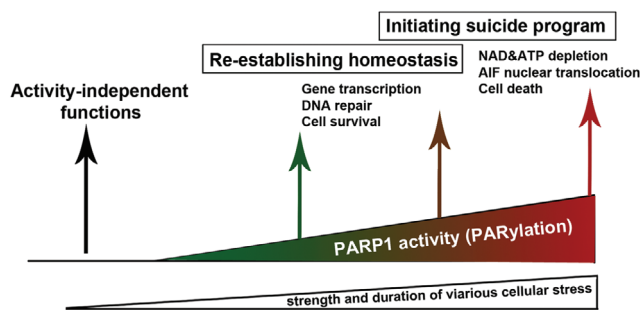 Initiating suicide program
Re-establishing homeostasis
NAD&ATP depletion
AIF nuclear translocation
Cell death
Activity-independent
functions
Gene transcription
DNA repair
Cell survival
PARP1 activity (PARylation)
strength and duration of viarious cellular stress